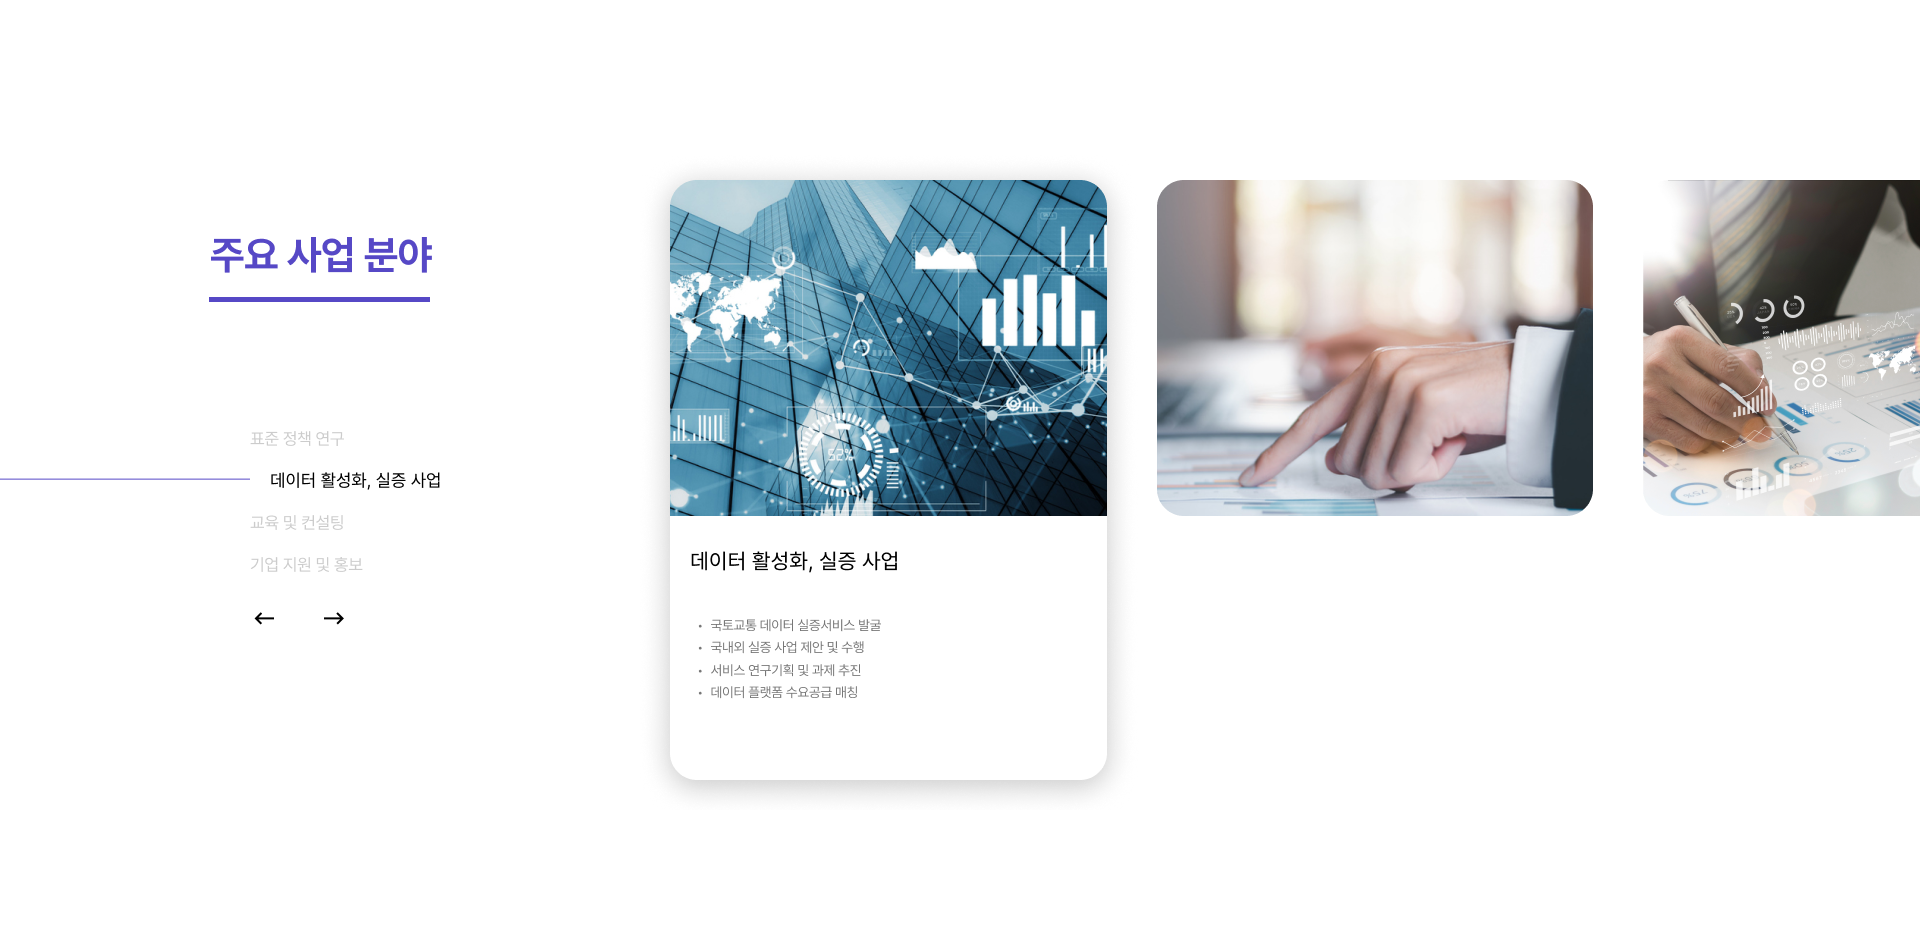 주요 사업 분야
표준 정책 연구
데이터 활성화, 실증 사업
교육 및 컨설팅
기업 지원 및 홍보
52%
데이터 활성화, 실증 사업
• 국토교통 데이터 실증서비스 발굴
• 국내외 실증 사업 제안 및 수행
• 서비스 연구기획 및 과제 추진
• 데이터 플랫폼 수요공급 매칭